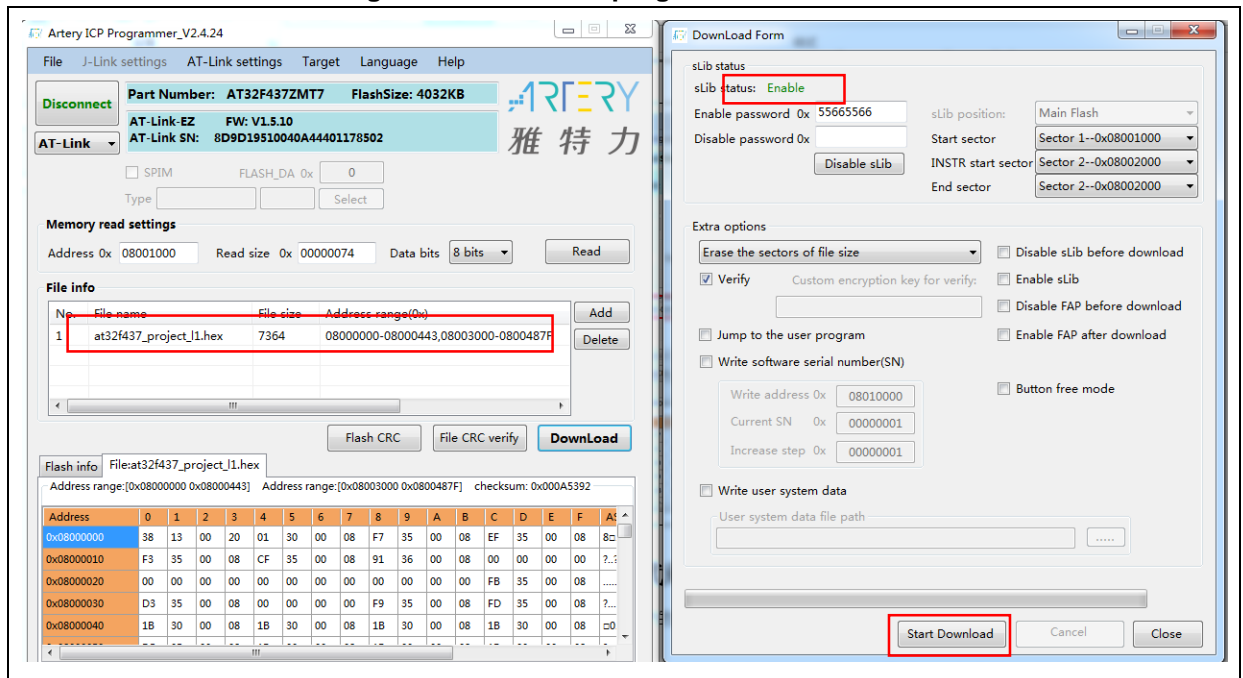 Artery ICP Programmer_V2.4.24
File J-Link settings AT-Link settings Target Language Help
Disconnect
Part Number: AT32F437ZMT7 FlashSize: 4032KB
AT-Link-EZ FW: V1.5.10
AT-Link SN: 8D9D19510040A44401178502
AT-Link
ARTERY
雅特力
SPIM FLASH_DA 0x 0
Type Select
Memory read settings
Address 0x 08001000 Read size 0x 00000074 Data bits 8 bits Read
File info
No. File name File size Address range(0x) Add
1 at32f437_project_l1.hex 7364 08000000-08000443,08003000-0800487F Delete
Flash CRC File CRC verify DownLoad
Flash info File:at32f437_project_l1.hex
Address range:[0x08000000 0x08000443] Address range:[0x08003000 0x0800487F] checksum: 0x000A5392
Address 0 1 2 3 4 5 6 7 8 9 A B C D E F
0x08000000 38 13 00 20 01 30 00 08 F7 35 00 08 EF 35 00 08
0x08000010 F3 35 00 08 CF 35 00 08 91 36 00 08 00 00 00 00 ?..?
0x08000020 00 00 00 00 00 00 00 00 00 00 00 00 FB 35 00 08 .....
0x08000030 D3 35 00 08 00 00 00 00 F9 35 00 08 FD 35 00 08 ?...
0x08000040 1B 30 00 08 1B 30 00 08 1B 30 00 08 1B 30 00 08
DownLoad Form
sLib status
sLib status: Enable
Enable password 0x 55665566 sLib position: Main Flash
Disable password 0x Start sector Sector 1--0x08001000
Disable sLib INSTR start sector Sector 2--0x08002000
End sector Sector 2--0x08002000
Extra options
Erase the sectors of file size Disable sLib before download
Verify Custom encryption key for verify: Enable sLib
Disable FAP before download
Jump to the user program Enable FAP after download
Write software serial number(SN)
Write address 0x 08010000 Button free mode
Current SN 0x 00000001
Increase step 0x 00000001
Write user system data
User system data file path
.....
Start Download Cancel Close